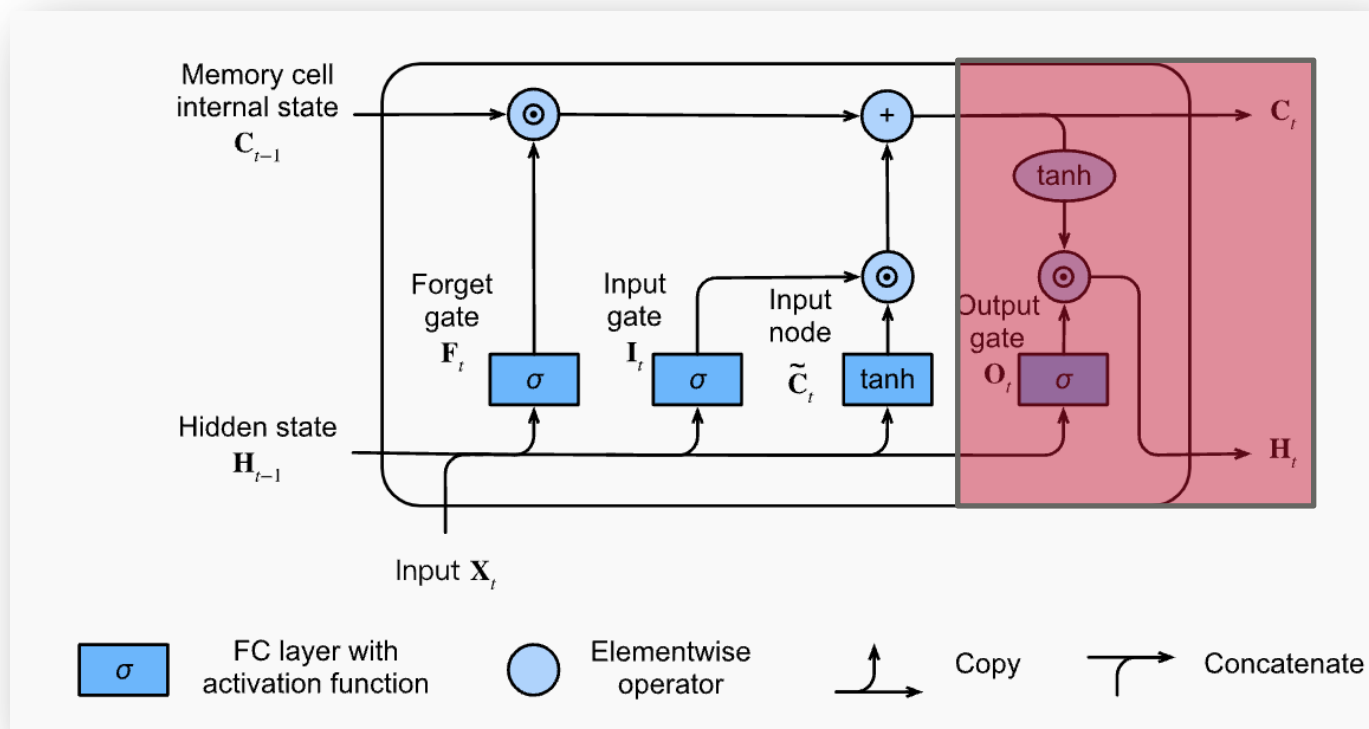 Memory cell
internal state
C_{t-1}
C_t
tanh
Forget
gate
F_t
σ
Input
gate
I_t
σ
Input
node
C̃_t
tanh
Output
gate
O_t
σ
Hidden state
H_{t-1}
H_t
Input X_t
σ
FC layer with
activation function
Elementwise
operator
Copy
Concatenate